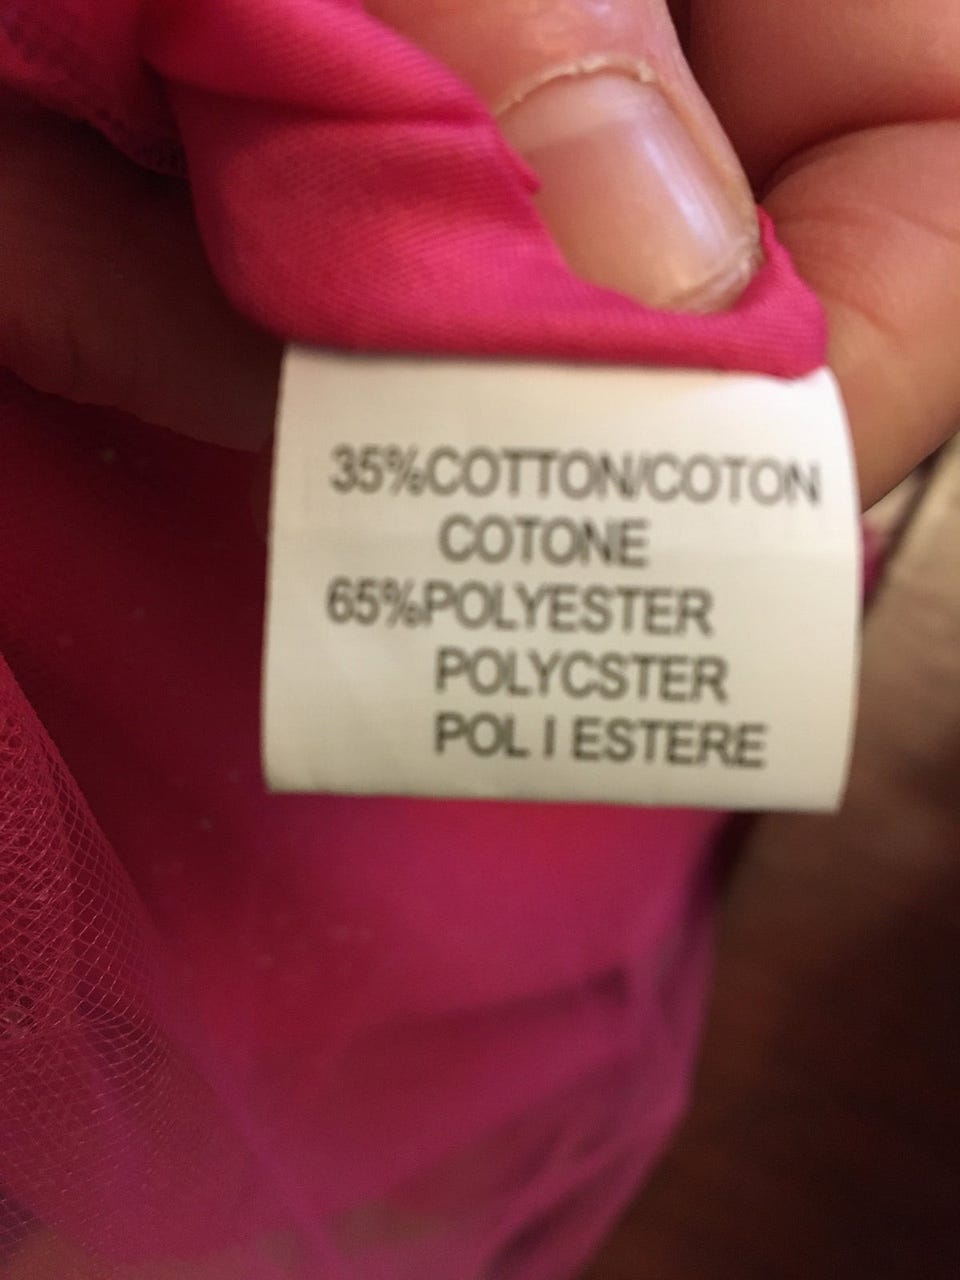 35%COTTON/COTON
COTONE
65%POLYESTER
POLYCSTER
POL I ESTERE